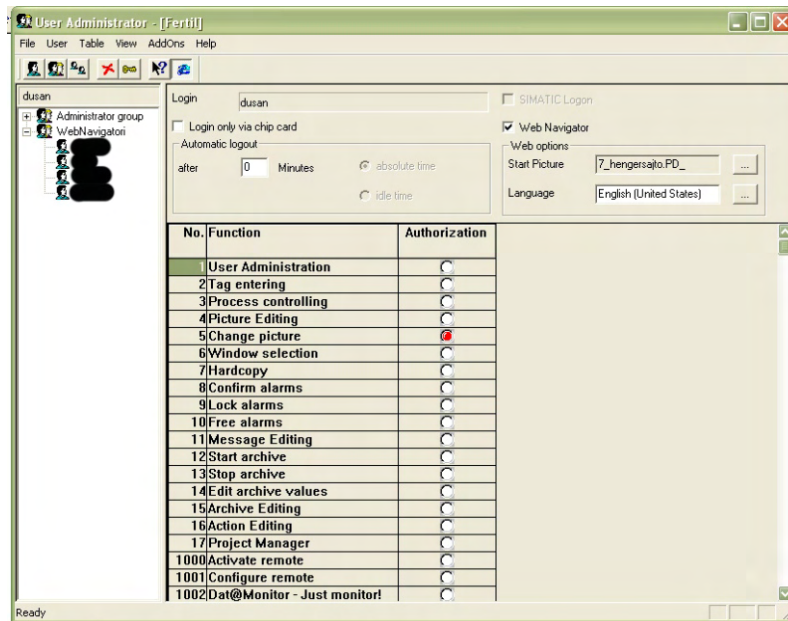 User Administrator - [Fertil]
File User Table View AddOns Help
dusan
Administrator group
WebNavigatori
Login dusan
SIMATIC Logon
Login only via chip card
Web Navigator
Automatic logout
after 0 Minutes absolute time
idle time
Web options
Start Picture 7_hengersajto.PD_ ...
Language English (United States) ...
No. Function Authorization
1 User Administration
2 Tag entering
3 Process controlling
4 Picture Editing
5 Change picture
6 Window selection
7 Hardcopy
8 Confirm alarms
9 Lock alarms
10 Free alarms
11 Message Editing
12 Start archive
13 Stop archive
14 Edit archive values
15 Archive Editing
16 Action Editing
17 Project Manager
1000 Activate remote
1001 Configure remote
1002 Dat@Monitor - Just monitor!
Ready